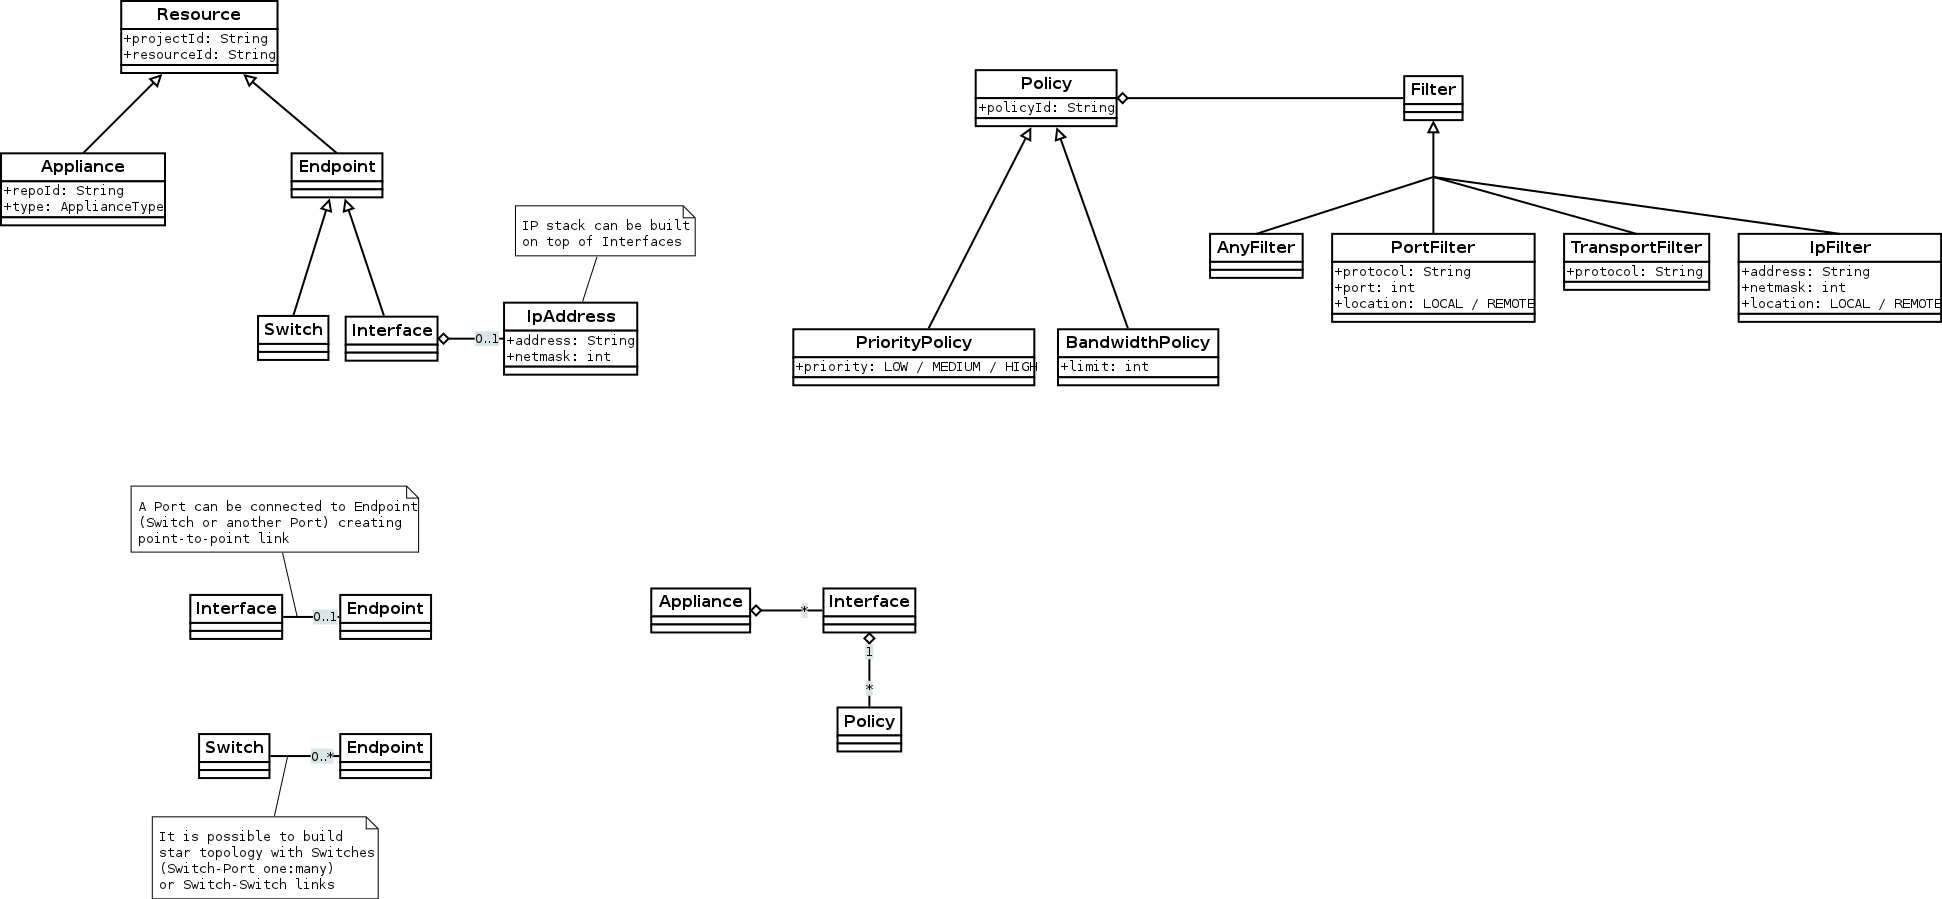 Resource
+projectId: String
+resourceId: String
Appliance
+repoId: String
+type: ApplianceType
Endpoint
IP stack can be built
on top of Interfaces
Switch
Interface
0..1
IpAddress
+address: String
+netmask: int
Policy
+policyId: String
Filter
AnyFilter
PortFilter
+protocol: String
+port: int
+location: LOCAL / REMOTE
TransportFilter
+protocol: String
IpFilter
+address: String
+netmask: int
+location: LOCAL / REMOTE
PriorityPolicy
+priority: LOW / MEDIUM / HIGH
BandwidthPolicy
+limit: int
A Port can be connected to Endpoint
(Switch or another Port) creating
point-to-point link
Interface
0..1
Endpoint
Appliance
*
Interface
1
*
Policy
Switch
0..*
Endpoint
It is possible to build
star topology with Switches
(Switch-Port one:many)
or Switch-Switch links